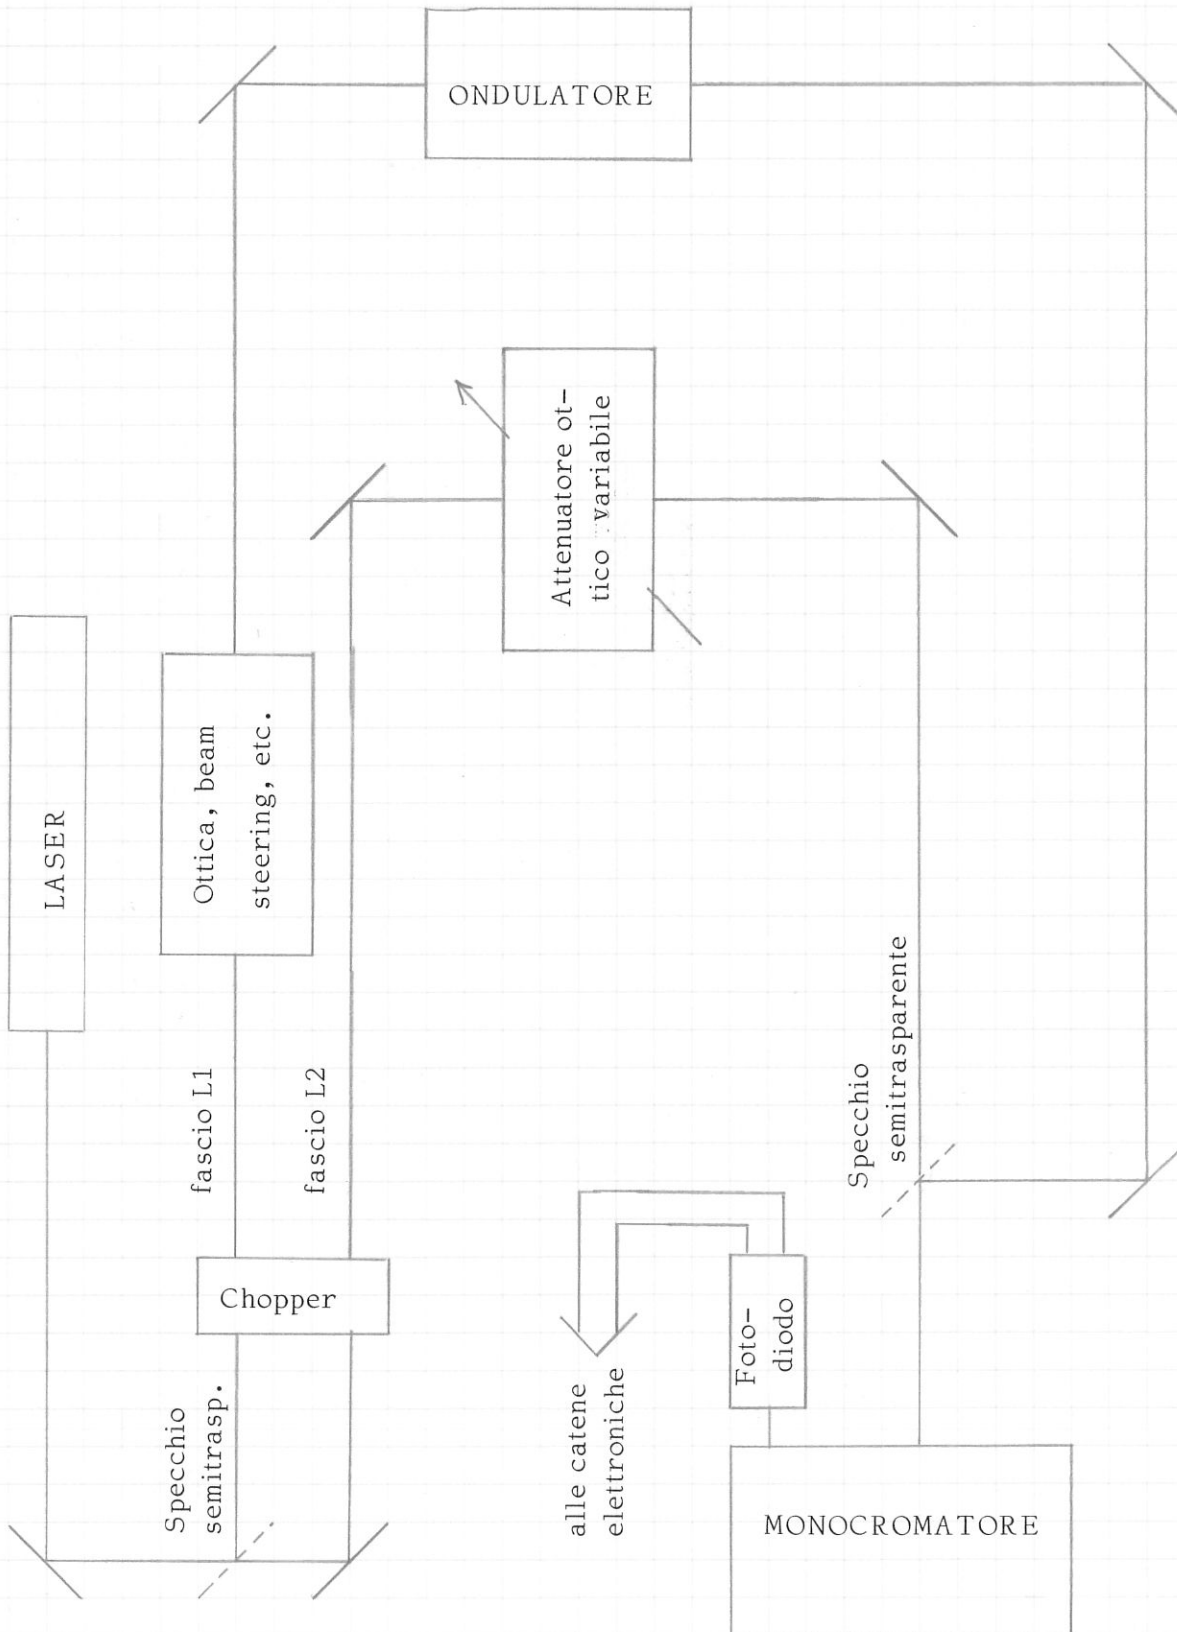 ONDULATORE
Attenuatore ot-
tico variabile
LASER
Ottica, beam
steering, etc.
fascio L1
fascio L2
Specchio
semitrasparente
Chopper
Foto-
diodo
Specchio
semitrasp.
alle catene
elettroniche
MONOCROMATORE